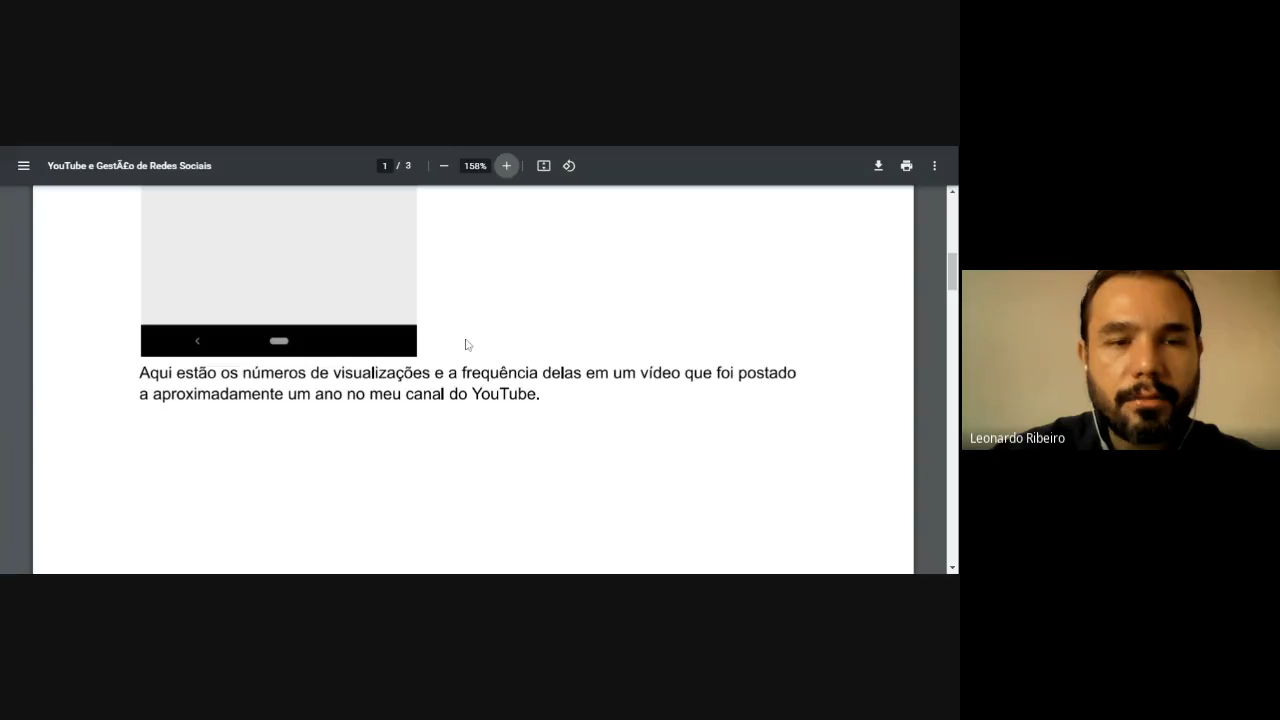 YouTube e GestÃ£o de Redes Sociais
1 / 3
158%
Aqui estão os números de visualizações e a frequência delas em um vídeo que foi postado
a aproximadamente um ano no meu canal do YouTube.
Leonardo Ribeiro